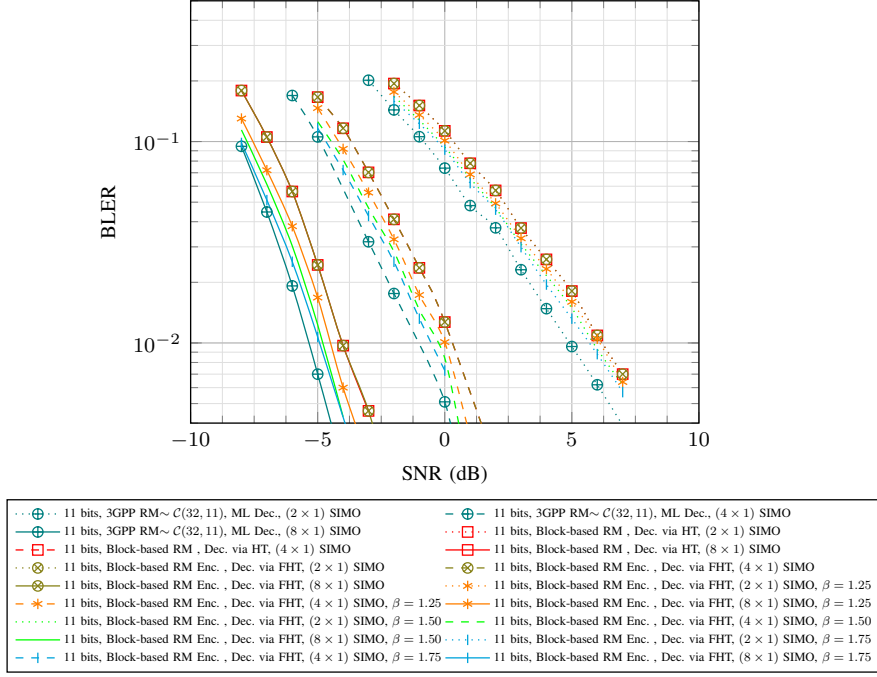 10⁻¹
10⁻²
BLER
−10 −5 0 5 10
SNR (dB)
11 bits, 3GPP RM∼ 𝒞(32, 11), ML Dec., (2 × 1) SIMO 11 bits, 3GPP RM∼ 𝒞(32, 11), ML Dec., (4 × 1) SIMO
11 bits, 3GPP RM∼ 𝒞(32, 11), ML Dec., (8 × 1) SIMO 11 bits, Block-based RM , Dec. via HT, (2 × 1) SIMO
11 bits, Block-based RM , Dec. via HT, (4 × 1) SIMO 11 bits, Block-based RM , Dec. via HT, (8 × 1) SIMO
11 bits, Block-based RM Enc. , Dec. via FHT, (2 × 1) SIMO 11 bits, Block-based RM Enc. , Dec. via FHT, (4 × 1) SIMO
11 bits, Block-based RM Enc. , Dec. via FHT, (8 × 1) SIMO 11 bits, Block-based RM Enc. , Dec. via FHT, (2 × 1) SIMO, β = 1.25
11 bits, Block-based RM Enc. , Dec. via FHT, (4 × 1) SIMO, β = 1.25 11 bits, Block-based RM Enc. , Dec. via FHT, (8 × 1) SIMO, β = 1.25
11 bits, Block-based RM Enc. , Dec. via FHT, (2 × 1) SIMO, β = 1.50 11 bits, Block-based RM Enc. , Dec. via FHT, (4 × 1) SIMO, β = 1.50
11 bits, Block-based RM Enc. , Dec. via FHT, (8 × 1) SIMO, β = 1.50 11 bits, Block-based RM Enc. , Dec. via FHT, (2 × 1) SIMO, β = 1.75
11 bits, Block-based RM Enc. , Dec. via FHT, (4 × 1) SIMO, β = 1.75 11 bits, Block-based RM Enc. , Dec. via FHT, (8 × 1) SIMO, β = 1.75